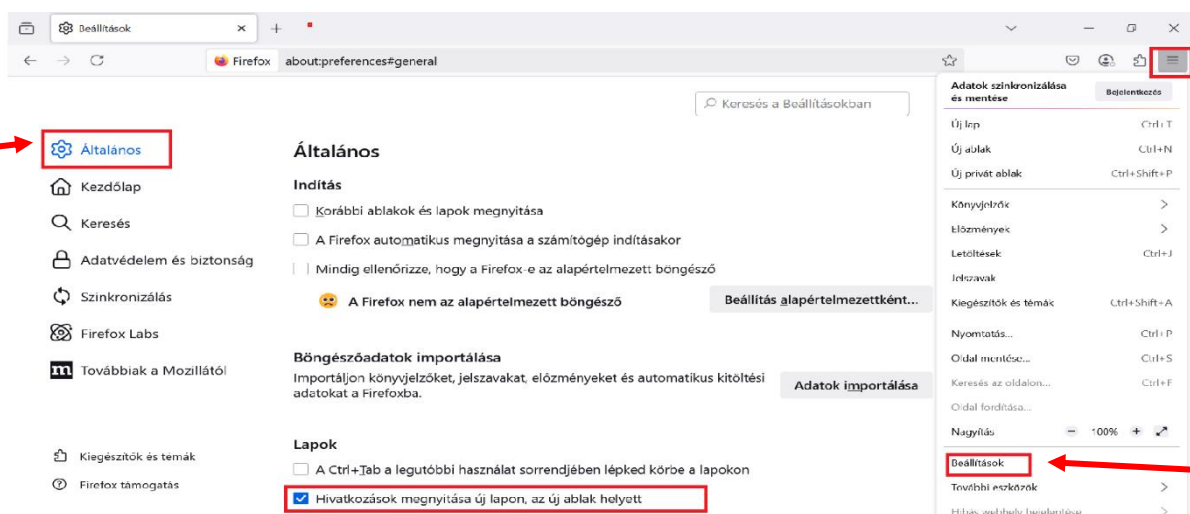 Beállítások
Firefox about:preferences#general
Keresés a Beállításokban
Általános
Kezdőlap
Keresés
Adatvédelem és biztonság
Szinkronizálás
Firefox Labs
m Továbbiak a Mozillától
Kiegészítők és témák
Firefox támogatás
Általános
Indítás
Korábbi ablakok és lapok megnyitása
A Firefox automatikus megnyitása a számítógép indításakor
Mindig ellenőrizze, hogy a Firefox-e az alapértelmezett böngésző
A Firefox nem az alapértelmezett böngésző Beállítás alapértelmezettként...
Böngészőadatok importálása
Importáljon könyvjelzőket, jelszavakat, előzményeket és automatikus kitöltési
adatokat a Firefoxba.
Adatok importálása
Lapok
A Ctrl+Tab a legutóbbi használat sorrendjében lépked körbe a lapokon
Hivatkozások megnyitása új lapon, az új ablak helyett
Adatok szinkronizálása
és mentése
Bejelentkezés
Új lap Ctrl+T
Új ablak Ctrl+N
Új privát ablak Ctrl+Shift+P
Könyvjelzők
Előzmények
Letöltések Ctrl+J
Jelszavak
Kiegészítők és témák Ctrl+Shift+A
Nyomtatás... Ctrl+P
Oldal mentése... Ctrl+S
Keresés az oldalon... Ctrl+F
Oldal fordítása...
Nagyítás − 100% +
Beállítások
További eszközök
Hibás webhely bejelentése